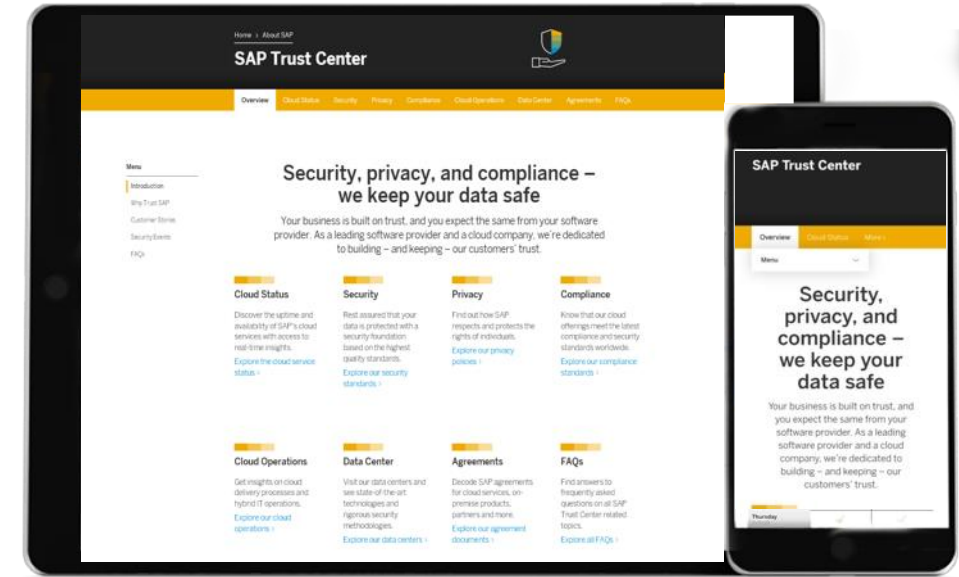 Home > About SAP
SAP Trust Center
Overview Cloud Status Security Privacy Compliance Cloud Operations Data Center Agreements FAQs
Menu
Introduction
Why Trust SAP
Customer Stories
Security Events
FAQs
Security, privacy, and compliance –
we keep your data safe
Your business is built on trust, and you expect the same from your software
provider. As a leading software provider and a cloud company, we're dedicated
to building – and keeping – our customers' trust.
Cloud Status
Discover the uptime and
availability of SAP's cloud
services with access to
real-time insights.
Explore the cloud service
status >
Security
Rest assured that your
data is protected with a
security foundation
based on the highest
quality standards.
Explore our security
standards >
Privacy
Find out how SAP
respects and protects the
rights of individuals.
Explore our privacy
policies >
Compliance
Know that our cloud
offerings meet the latest
compliance and security
standards worldwide.
Explore our compliance
standards >
Cloud Operations
Get insights on cloud
delivery processes and
hybrid IT operations.
Explore our cloud
operations >
Data Center
Visit our data centers and
see state-of-the-art
technologies and
rigorous security
methodologies.
Explore our data centers >
Agreements
Decode SAP agreements
for cloud services, on-
premise products,
partners and more.
Explore our agreement
documents >
FAQs
Find answers to
frequently asked
questions on all SAP
Trust Center related
topics.
Explore all FAQs >
SAP Trust Center
Overview Cloud Status More >
Menu
Security,
privacy, and
compliance –
we keep your
data safe
Your business is built on trust, and
you expect the same from your
software provider. As a leading
software provider and a cloud
company, we're dedicated to
building – and keeping – our
customers' trust.
Thursday